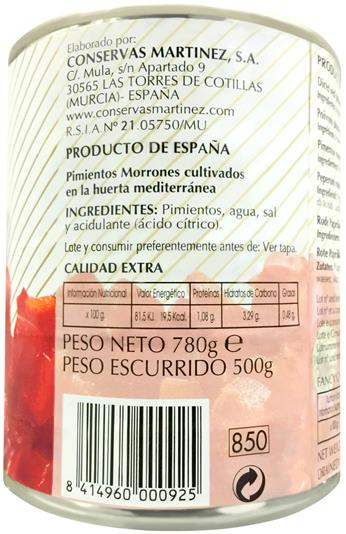 Elaborado por:
CONSERVAS MARTINEZ, S.A.
C/. Mula, s/n Apartado 9
30565 LAS TORRES DE COTILLAS
(MURCIA)- ESPAÑA
www.conservasmartinez.com
R.S.I.A. Nº 21.05750/MU
PRODUCTO DE ESPAÑA
Pimientos Morrones cultivados
en la huerta mediterránea
INGREDIENTES: Pimientos, agua, sal
y acidulante (ácido cítrico).
Lote y consumir preferentemente antes de: Ver tapa.
CALIDAD EXTRA
Información Nutricional Valor Energético Proteínas Hidratos de Carbono Grasa
x 100 g 81,5 KJ. 19,5 Kcal. 1,08 g. 3,29 g. 0,48 g.
PESO NETO 780g e
PESO ESCURRIDO 500g
850
8 414960 000925